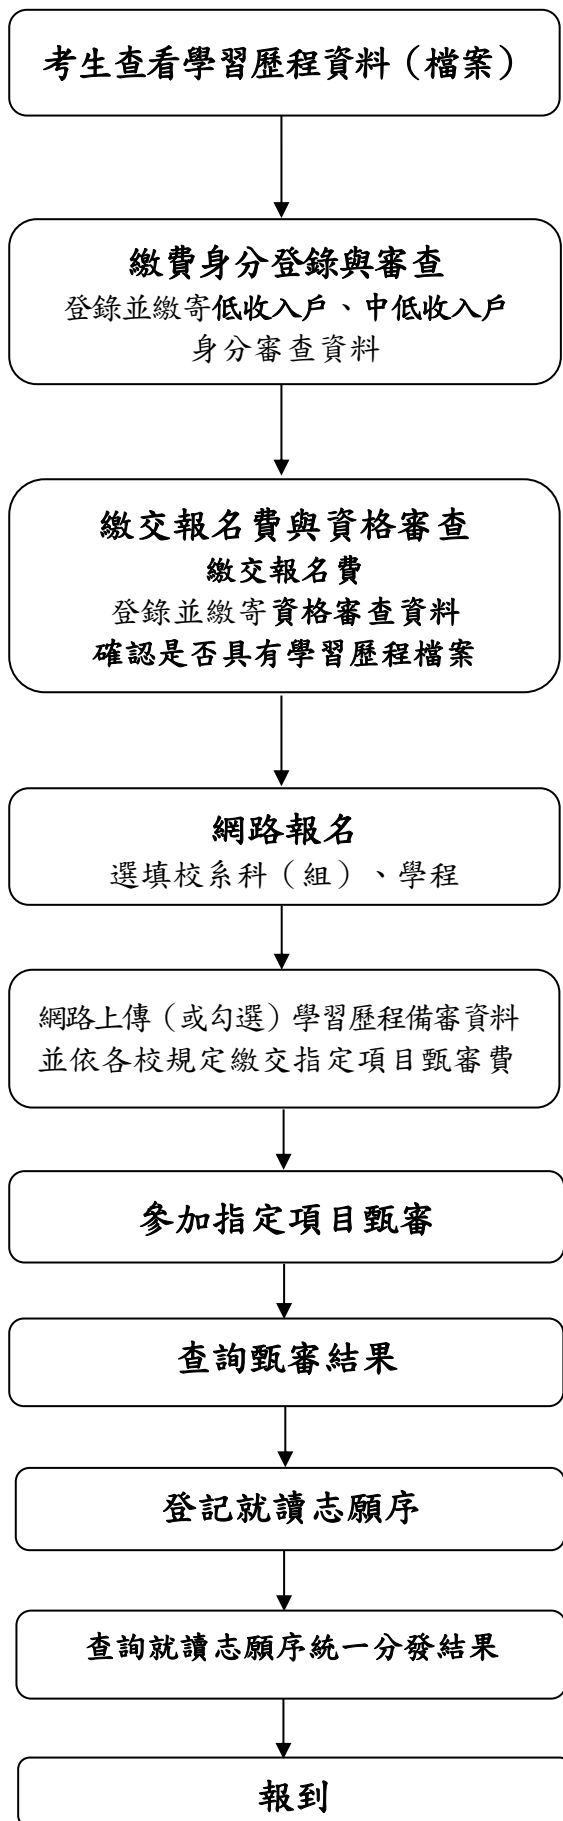 考生查看學習歷程資料（檔案）
繳費身分登錄與審查
登錄並繳寄低收入戶、中低收入戶
身分審查資料
繳交報名費與資格審查
繳交報名費
登錄並繳寄資格審查資料
確認是否具有學習歷程檔案
網路報名
選填校系科（組）、學程
網路上傳（或勾選）學習歷程備審資料
並依各校規定繳交指定項目甄審費
參加指定項目甄審
查詢甄審結果
登記就讀志願序
查詢就讀志願序統一分發結果
報到